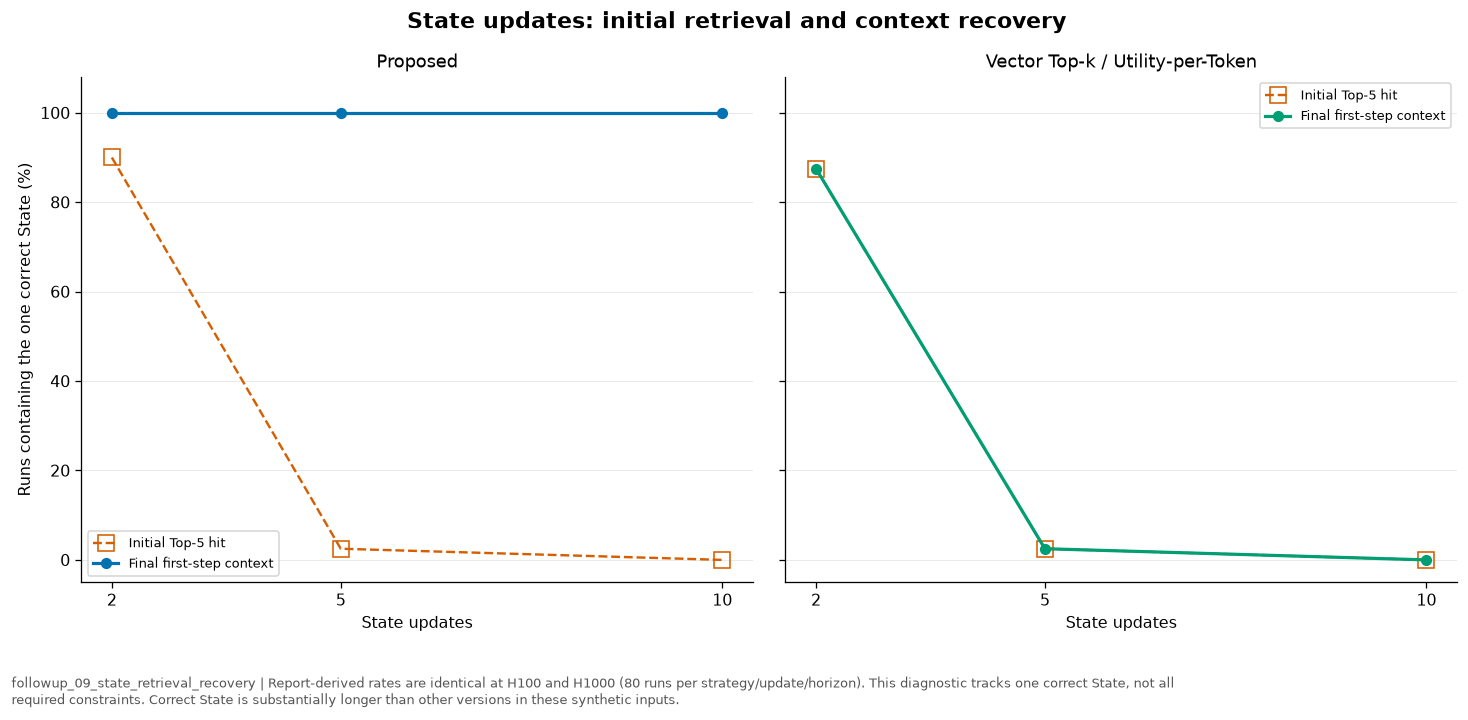 State updates: initial retrieval and context recovery
Proposed
Runs containing the one correct State (%)
100
80
60
40
20
0
Initial Top-5 hit
Final first-step context
2
5
10
State updates
Vector Top-k / Utility-per-Token
Initial Top-5 hit
Final first-step context
2
5
10
State updates
followup_09_state_retrieval_recovery | Report-derived rates are identical at H100 and H1000 (80 runs per strategy/update/horizon). This diagnostic tracks one correct State, not all
required constraints. Correct State is substantially longer than other versions in these synthetic inputs.